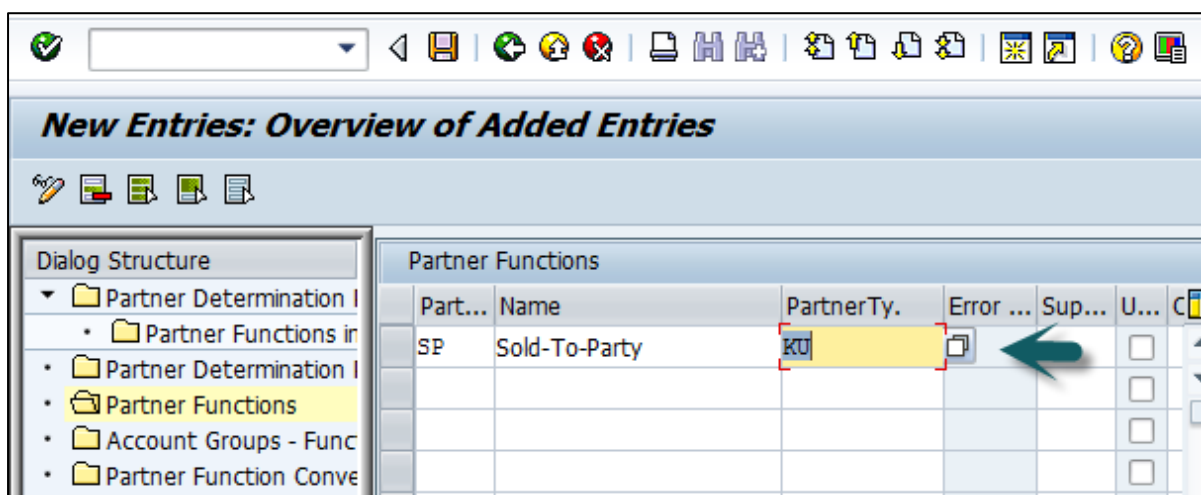 New Entries: Overview of Added Entries
Dialog Structure
Partner Determination
Partner Functions in
Partner Determination
Partner Functions
Account Groups - Func
Partner Function Conve
Partner Functions
Part... Name PartnerTy. Error ... Sup... U... C
SP Sold-To-Party KU